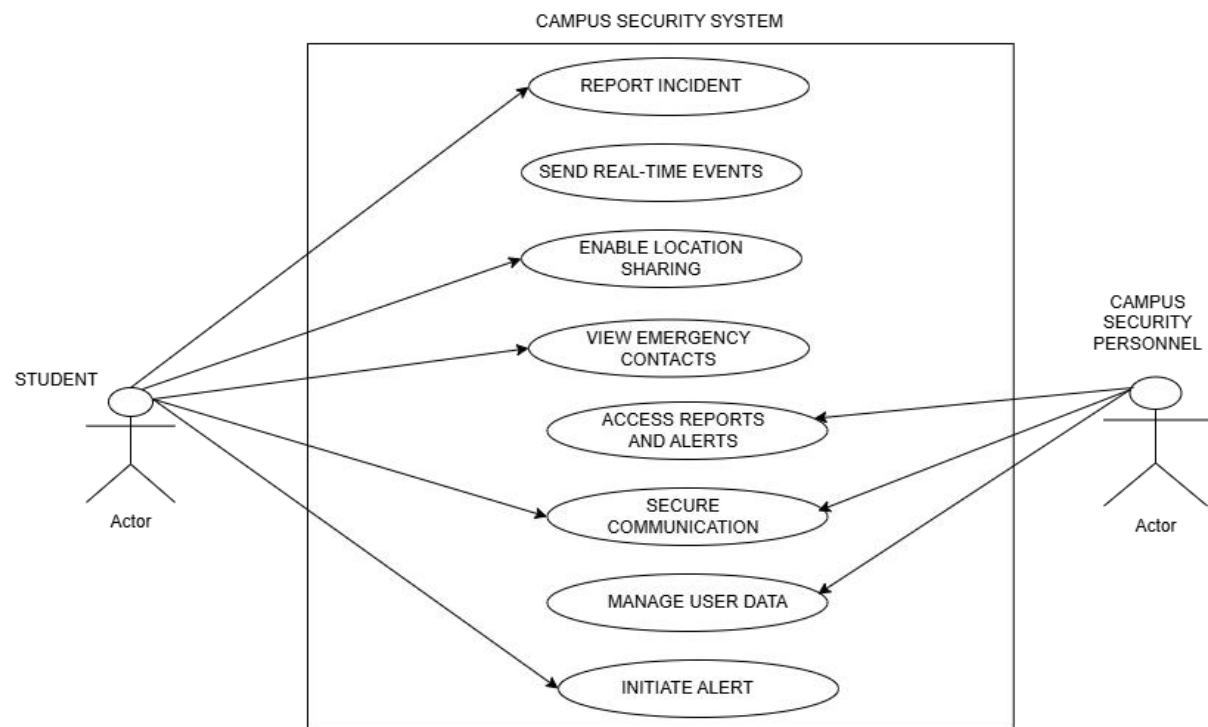 CAMPUS SECURITY SYSTEM
REPORT INCIDENT
SEND REAL-TIME EVENTS
ENABLE LOCATION
SHARING
VIEW EMERGENCY
CONTACTS
CAMPUS
SECURITY
PERSONNEL
STUDENT
ACCESS REPORTS
AND ALERTS
SECURE
COMMUNICATION
Actor
Actor
MANAGE USER DATA
INITIATE ALERT